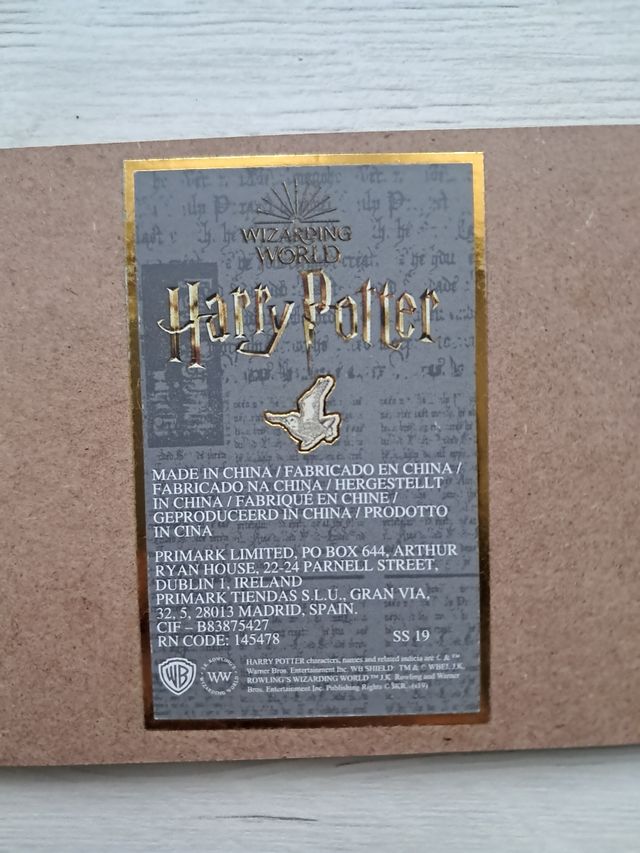 WIZARDING
WORLD
Harry Potter
MADE IN CHINA / FABRICADO EN CHINA /
FABRICADO NA CHINA / HERGESTELLT
IN CHINA / FABRIQUÉ EN CHINE /
GEPRODUCEERD IN CHINA / PRODOTTO
IN CINA
PRIMARK LIMITED, PO BOX 644, ARTHUR
RYAN HOUSE, 22-24 PARNELL STREET,
DUBLIN 1, IRELAND
PRIMARK TIENDAS S.L.U., GRAN VIA,
32, 5, 28013 MADRID, SPAIN.
CIF – B83875427
RN CODE: 145478 SS 19
WB
WW
HARRY POTTER characters, names and related indicia are © & ™
Warner Bros. Entertainment Inc. WB SHIELD: TM & © WBEI. J.K.
ROWLING'S WIZARDING WORLD ™ J.K. Rowling and Warner
Bros. Entertainment Inc. Publishing Rights © JKR. (s19)